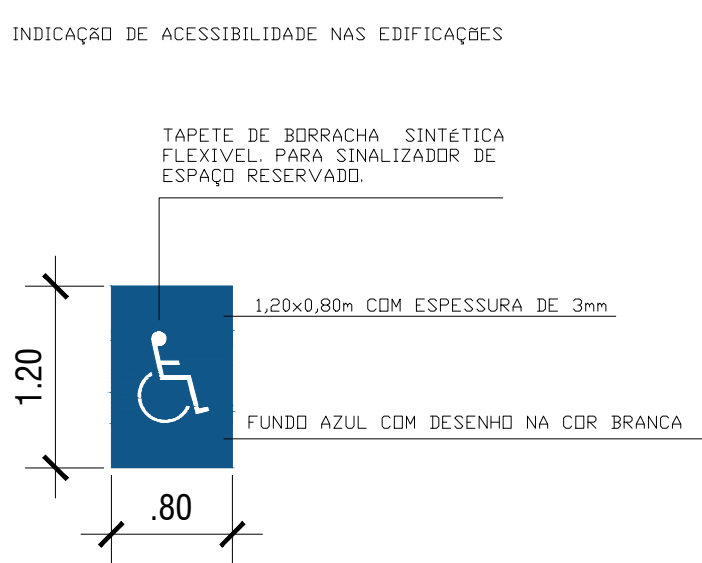 INDICAÇÃO DE ACESSIBILIDADE NAS EDIFICAÇÕES
TAPETE DE BORRACHA SINTéTICA
FLEXIVEL. PARA SINALIZADOR DE
ESPAÇO RESERVADO.
1,20x0,80m COM ESPESSURA DE 3mm
1.20
FUNDO AZUL COM DESENHO NA COR BRANCA
.80